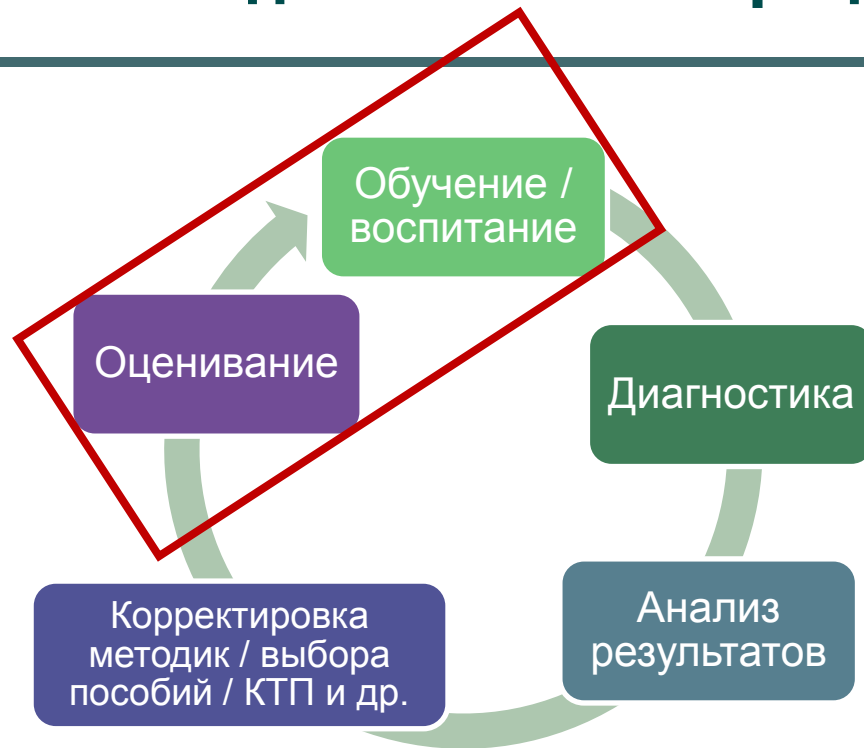 Обучение /
воспитание
Оценивание
Диагностика
Анализ
результатов
Корректировка
методик / выбора
пособий / КТП и др.